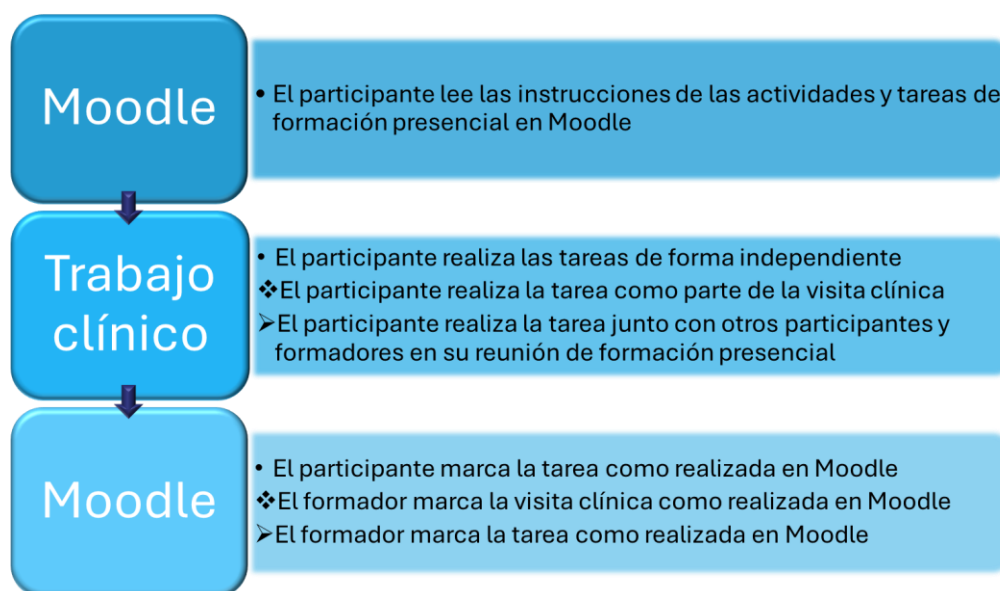 Moodle
• El participante lee las instrucciones de las actividades y tareas de
formación presencial en Moodle
Trabajo
clínico
• El participante realiza las tareas de forma independiente
❖El participante realiza la tarea como parte de la visita clínica
➢El participante realiza la tarea junto con otros participantes y
formadores en su reunión de formación presencial
Moodle
• El participante marca la tarea como realizada en Moodle
❖El formador marca la visita clínica como realizada en Moodle
➢El formador marca la tarea como realizada en Moodle